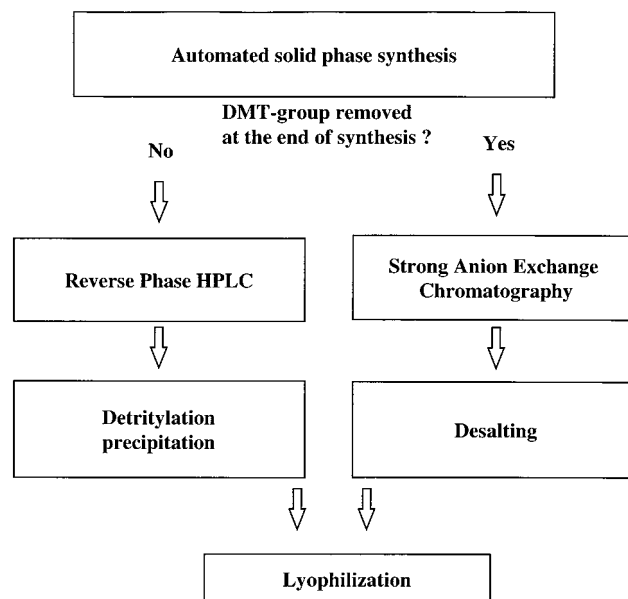 Automated solid phase synthesis
DMT-group removed
at the end of synthesis ?
No
Yes
Reverse Phase HPLC
Strong Anion Exchange
Chromatography
Detritylation
precipitation
Desalting
Lyophilization